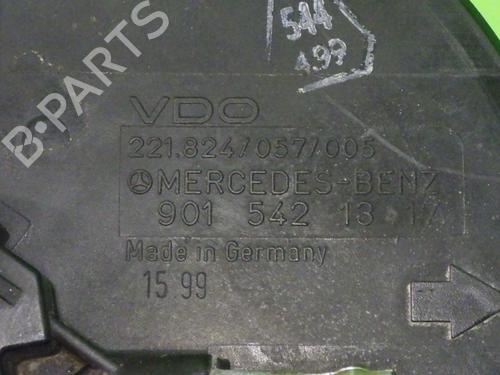 544
4.99
VDO
221.824/057/005
MERCEDES-BENZ
901 542 13 17
Made in Germany
15 99
B-PARTS